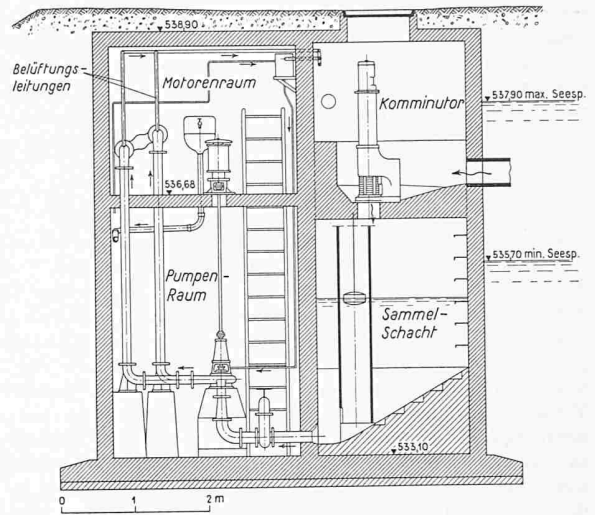 538,90
Belüftungs-
leitungen
Motorenraum
Komminutor
537,90 max. Seesp.
536,68
535,70 min. Seesp.
Pumpen-
Raum
Sammel-
Schacht
533,10
0 1 2 m